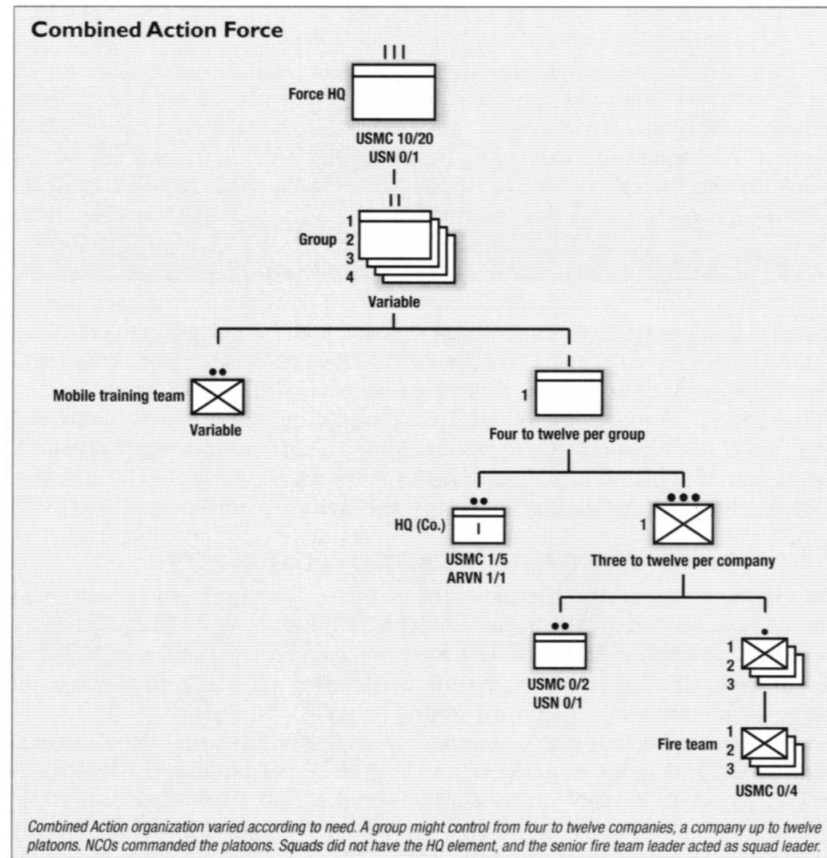 Combined Action Force
Force HQ
USMC 10/20
USN 0/1
Group
1
2
3
4
Variable
Mobile training team
Variable
1
Four to twelve per group
HQ (Co.)
USMC 1/5
ARVN 1/1
1
Three to twelve per company
USMC 0/2
USN 0/1
1
2
3
Fire team
1
2
3
USMC 0/4
Combined Action organization varied according to need. A group might control from four to twelve companies, a company up to twelve
platoons. NCOs commanded the platoons. Squads did not have the HQ element, and the senior fire team leader acted as squad leader.